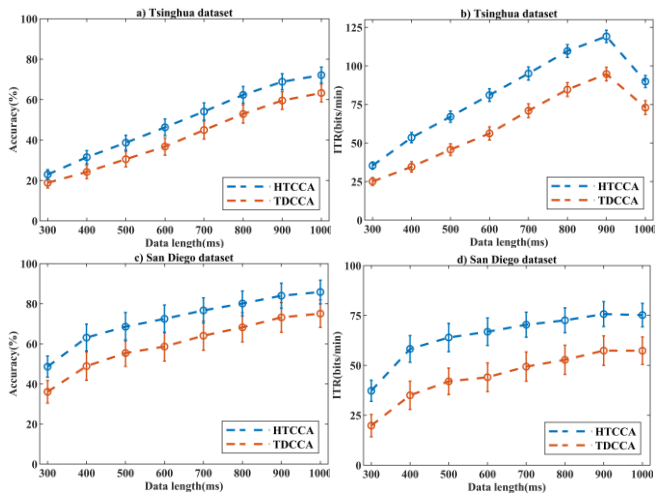 a) Tsinghua dataset
Accuracy(%)
100
80
60
40
20
0
HTCCA
TDCCA
300 400 500 600 700 800 900 1000
Data length(ms)
b) Tsinghua dataset
ITR(bits/min)
125
100
75
50
25
0
HTCCA
TDCCA
300 400 500 600 700 800 900 1000
Data length(ms)
c) San Diego dataset
Accuracy(%)
100
80
60
40
20
0
HTCCA
TDCCA
300 400 500 600 700 800 900 1000
Data length(ms)
d) San Diego dataset
ITR(bits/min)
100
75
50
25
0
HTCCA
TDCCA
300 400 500 600 700 800 900 1000
Data length(ms)